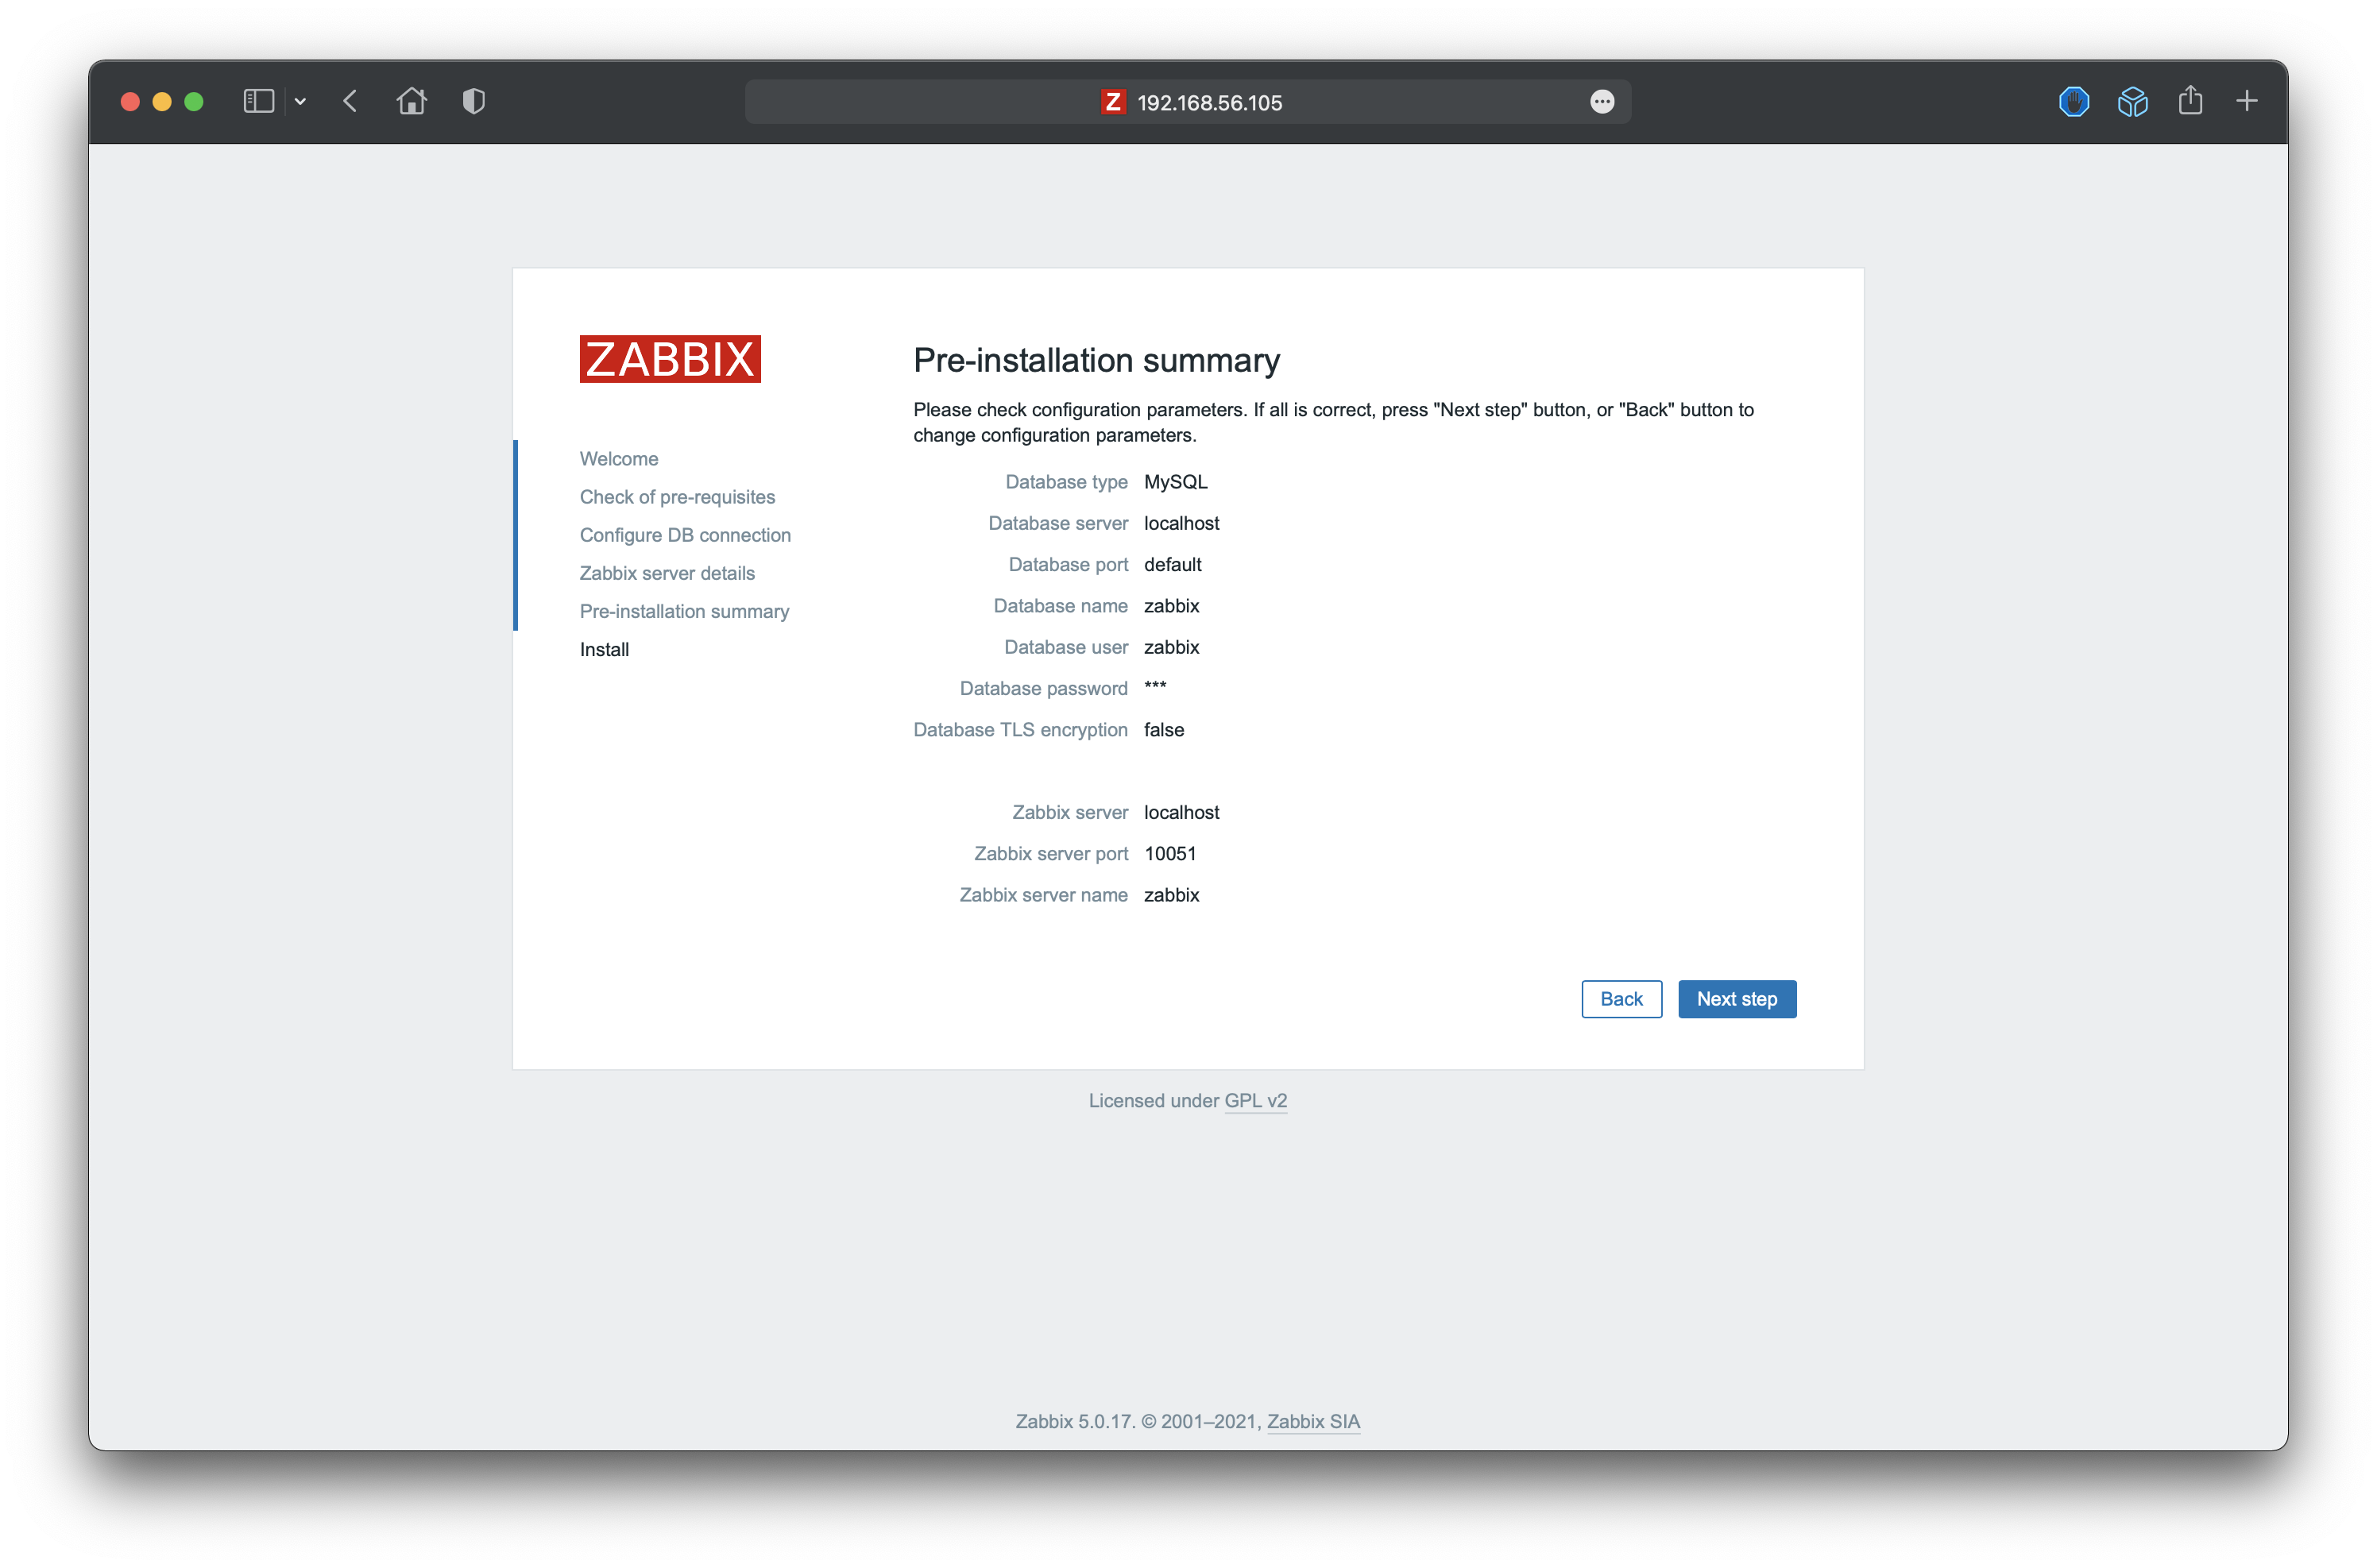 Z 192.168.56.105
ZABBIX
Welcome
Check of pre-requisites
Configure DB connection
Zabbix server details
Pre-installation summary
Install
Pre-installation summary
Please check configuration parameters. If all is correct, press "Next step" button, or "Back" button to
change configuration parameters.
Database type MySQL
Database server localhost
Database port default
Database name zabbix
Database user zabbix
Database password ***
Database TLS encryption false
Zabbix server localhost
Zabbix server port 10051
Zabbix server name zabbix
Back Next step
Licensed under GPL v2
Zabbix 5.0.17. © 2001–2021, Zabbix SIA